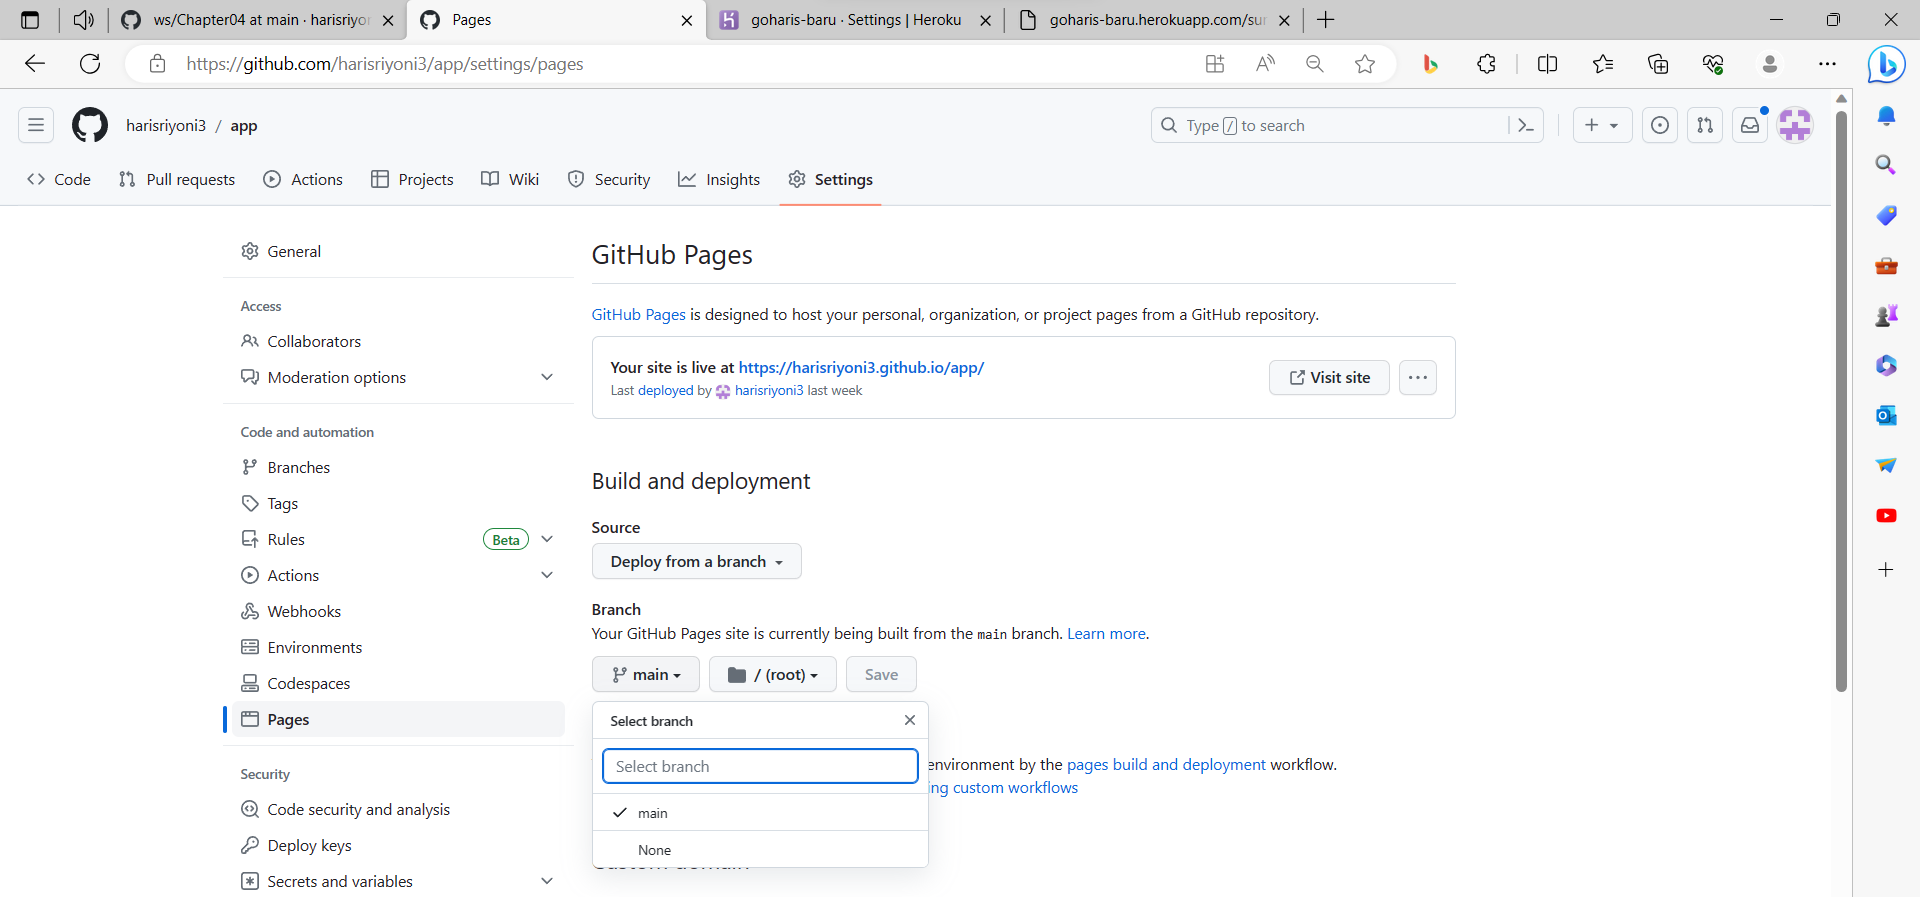 ws/Chapter04 at main · harisriyon
Pages
goharis-baru · Settings | Heroku
goharis-baru.herokuapp.com/sur
https://github.com/harisriyoni3/app/settings/pages
harisriyoni3 / app
Type / to search
Code
Pull requests
Actions
Projects
Wiki
Security
Insights
Settings
General
Access
Collaborators
Moderation options
Code and automation
Branches
Tags
Rules
Beta
Actions
Webhooks
Environments
Codespaces
Pages
Security
Code security and analysis
Deploy keys
Secrets and variables
GitHub Pages
GitHub Pages is designed to host your personal, organization, or project pages from a GitHub repository.
Your site is live at https://harisriyoni3.github.io/app/
Last deployed by harisriyoni3 last week
Visit site
Build and deployment
Source
Deploy from a branch
Branch
Your GitHub Pages site is currently being built from the main branch. Learn more.
main
/ (root)
Save
Select branch
Select branch
environment by the pages build and deployment workflow.
ing custom workflows
main
None